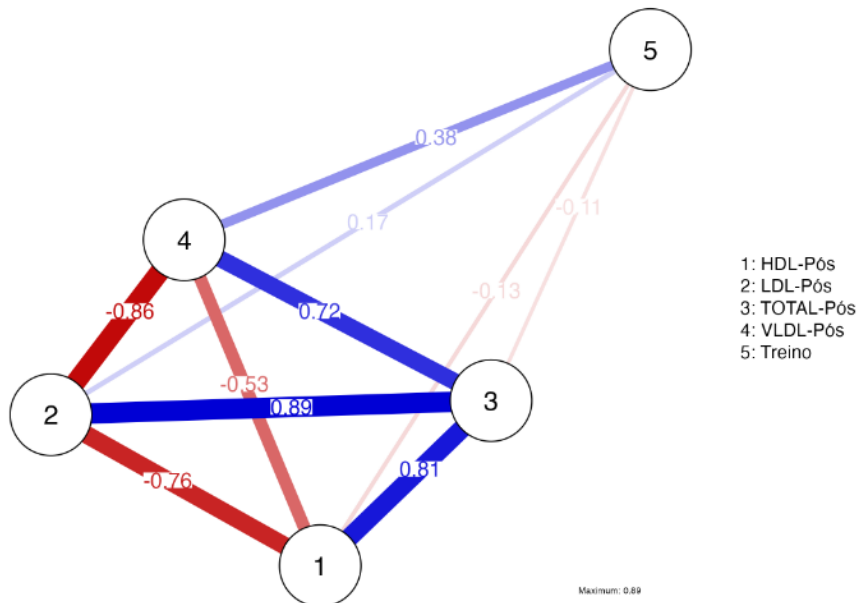 5
0.38
4
0.17
-0.11
-0.13
-0.86
0.72
-0.53
2
0.89
3
-0.76
0.81
1
1: HDL-Pós
2: LDL-Pós
3: TOTAL-Pós
4: VLDL-Pós
5: Treino
Maximum: 0.89